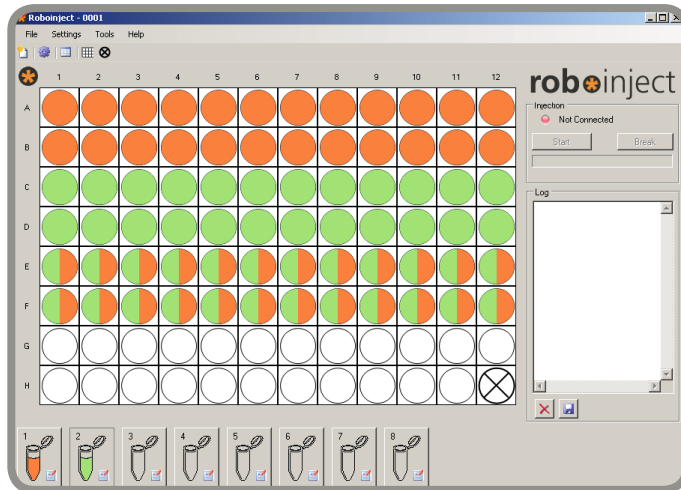 Roboinject - 0001
File Settings Tools Help
1 2 3 4 5 6 7 8 9 10 11 12
roboinject
A
B
C
D
E
F
G
H
Injection
Not Connected
Start Break
Log
1 2 3 4 5 6 7 8